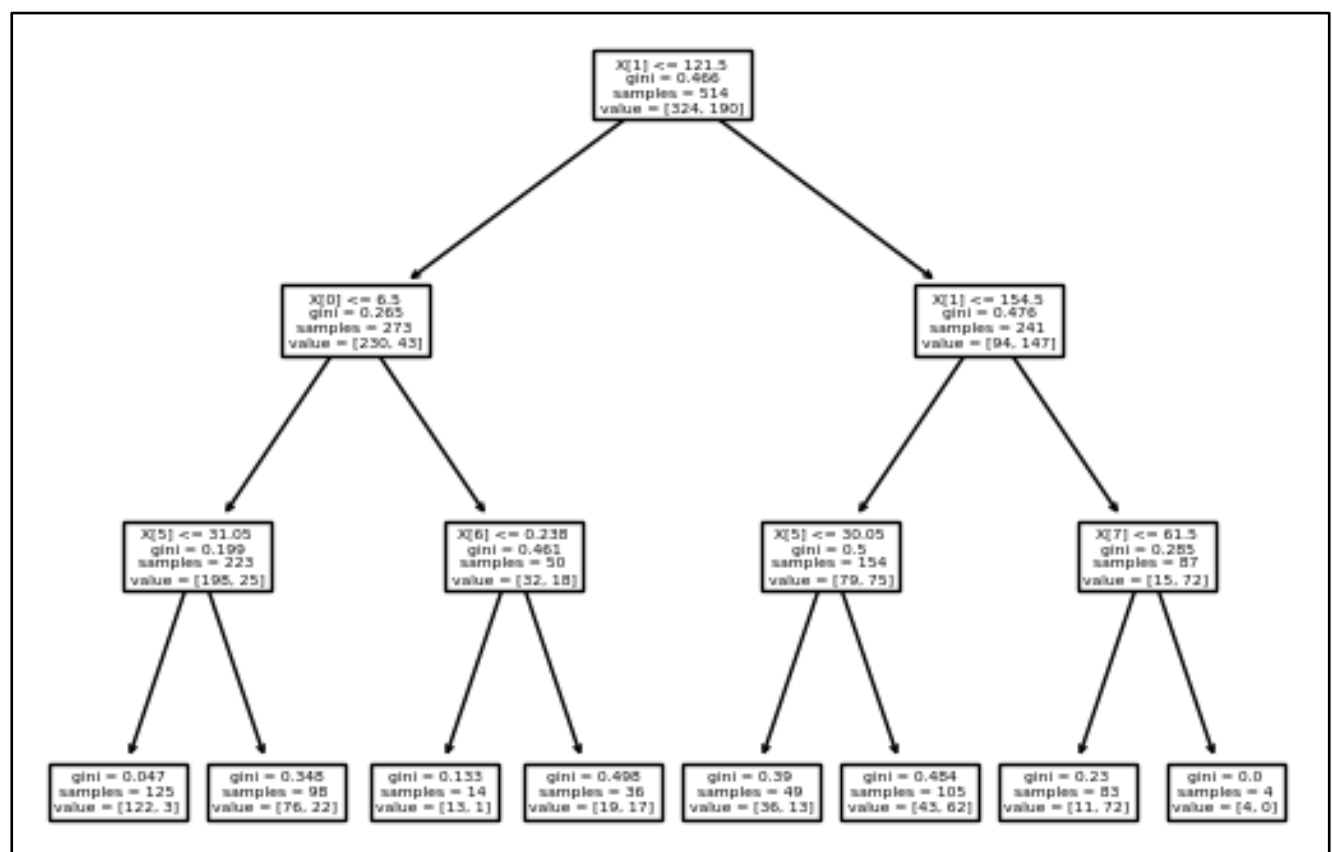 X[1] <= 121.5
gini = 0.466
samples = 514
value = [324, 190]
X[0] <= 6.5
gini = 0.265
samples = 273
value = [230, 43]
X[1] <= 154.5
gini = 0.476
samples = 241
value = [94, 147]
X[5] <= 31.05
gini = 0.199
samples = 223
value = [198, 25]
X[6] <= 0.238
gini = 0.461
samples = 50
value = [32, 18]
X[5] <= 30.05
gini = 0.5
samples = 154
value = [79, 75]
X[7] <= 61.5
gini = 0.285
samples = 87
value = [15, 72]
gini = 0.047
samples = 125
value = [122, 3]
gini = 0.348
samples = 98
value = [76, 22]
gini = 0.133
samples = 14
value = [13, 1]
gini = 0.498
samples = 36
value = [19, 17]
gini = 0.39
samples = 49
value = [36, 13]
gini = 0.484
samples = 105
value = [43, 62]
gini = 0.23
samples = 83
value = [11, 72]
gini = 0.0
samples = 4
value = [4, 0]